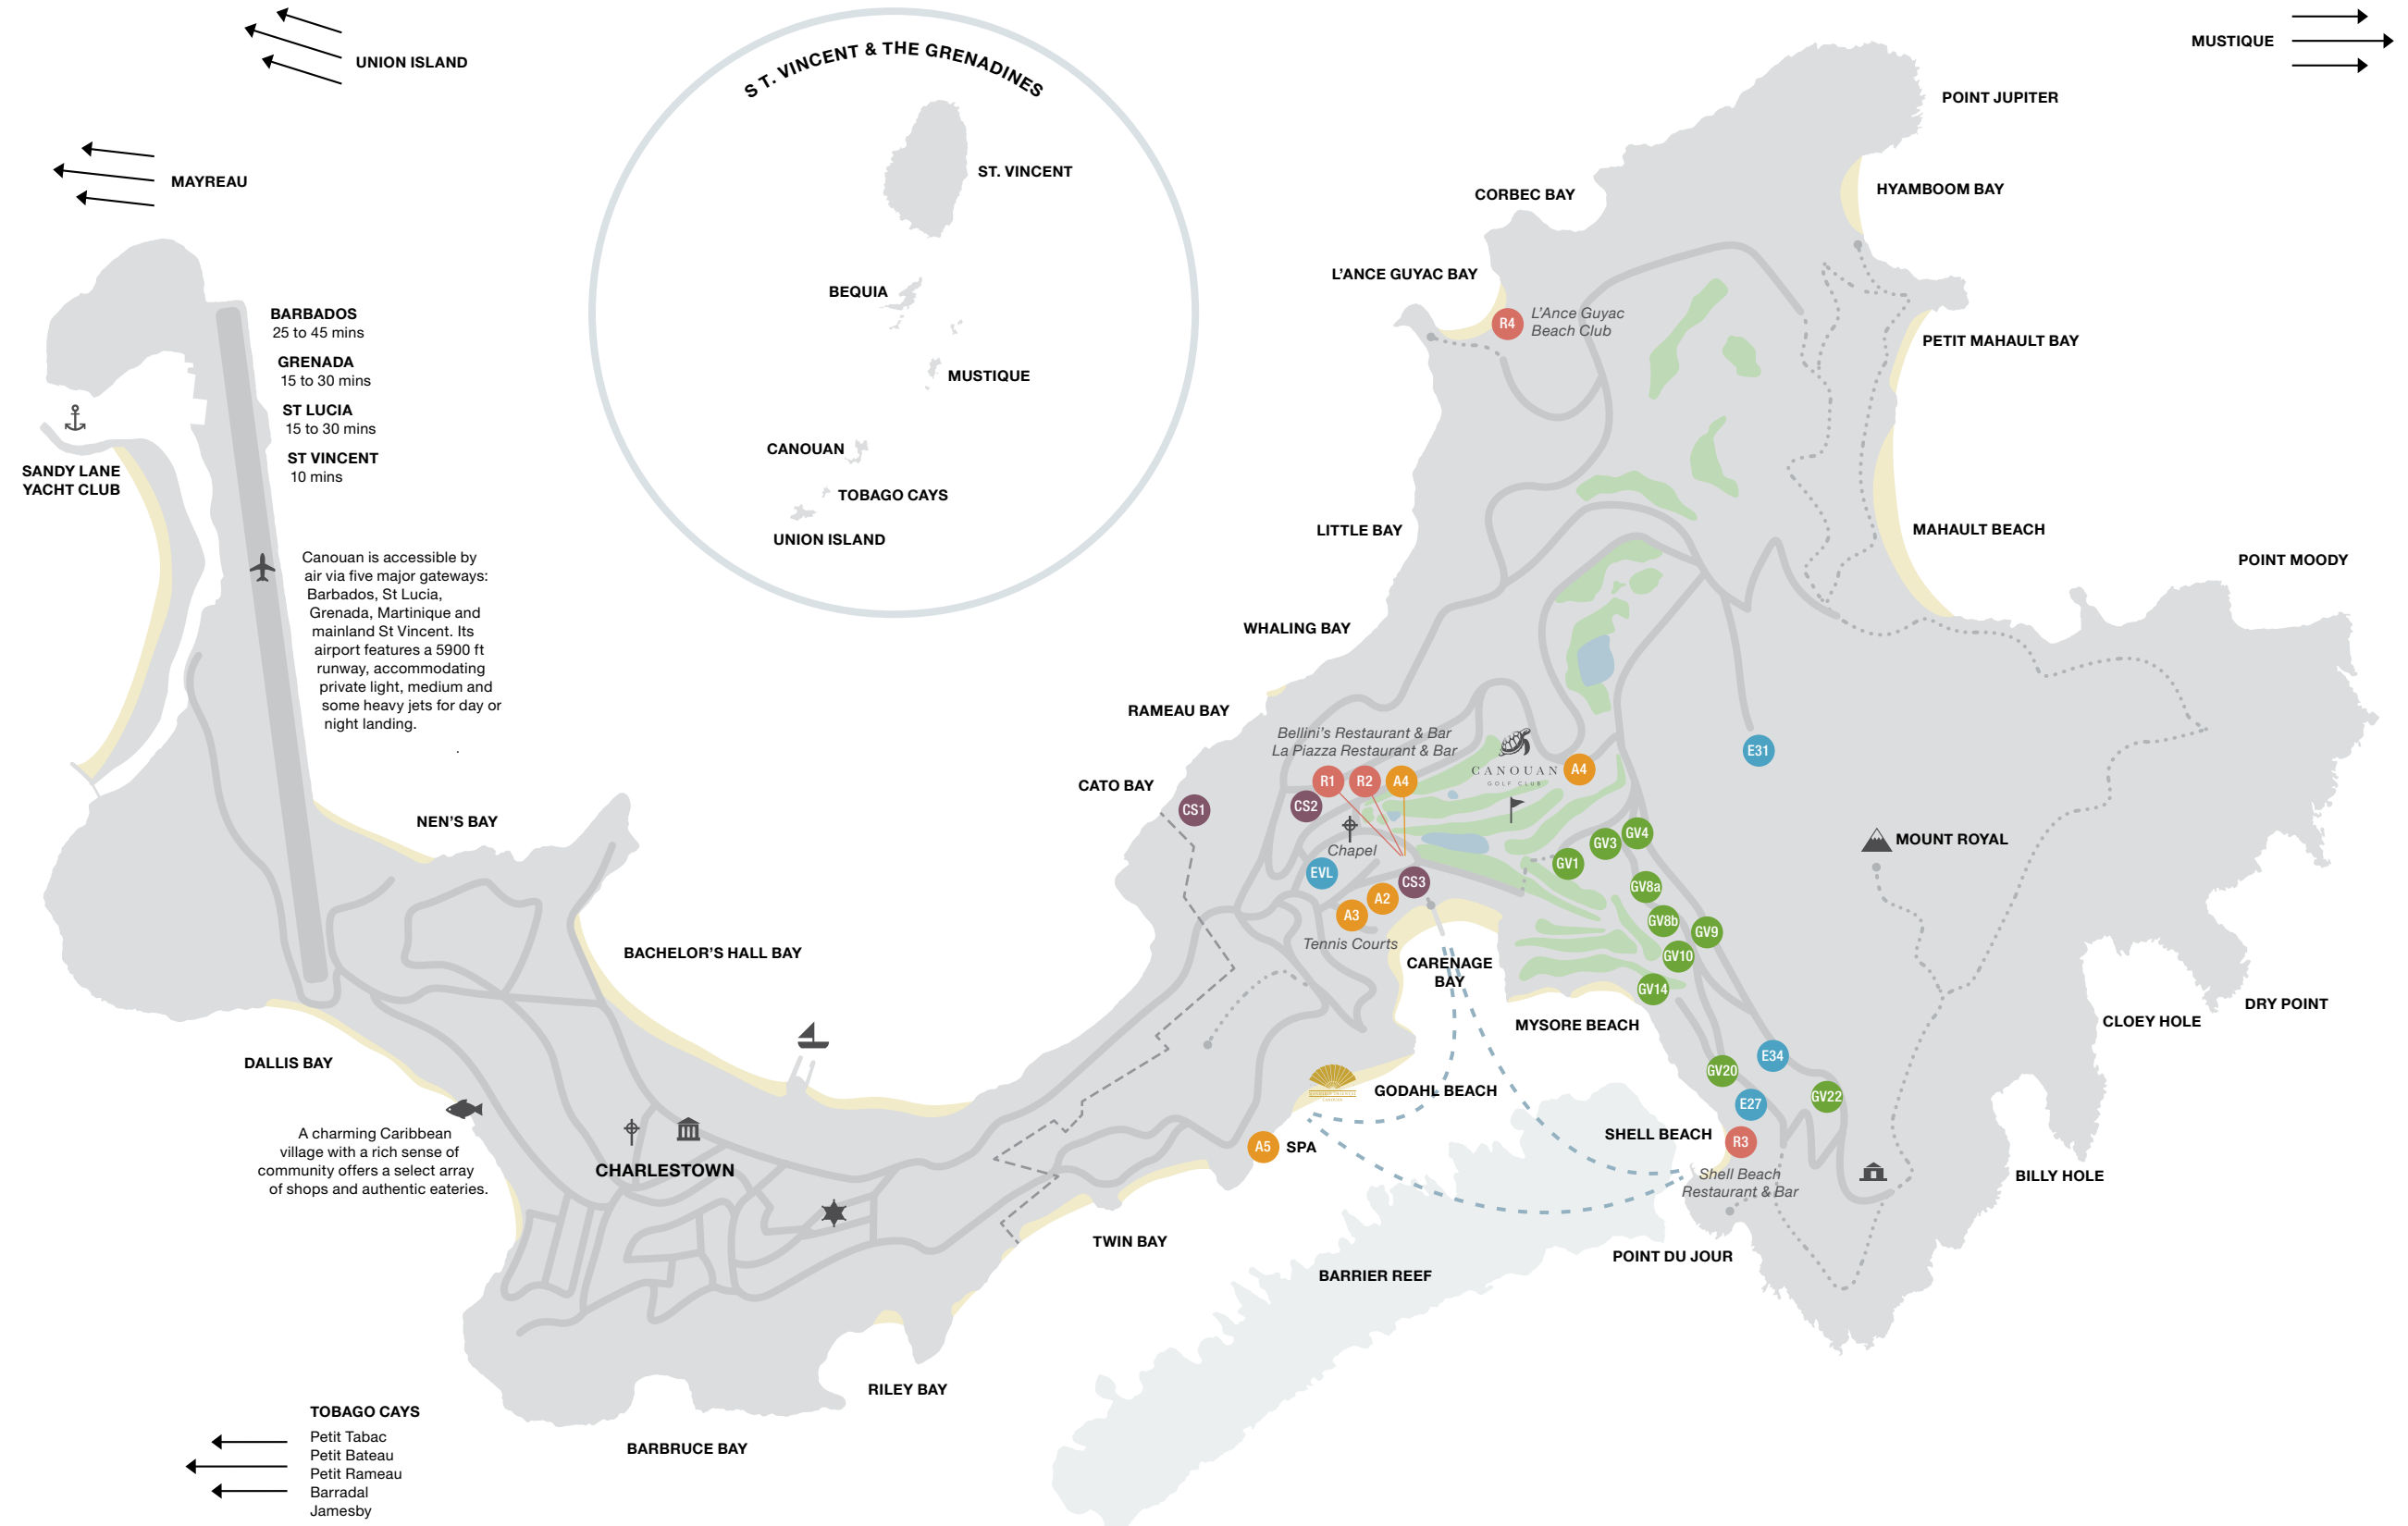 UNION ISLAND
MUSTIQUE
MAYREAU
ST. VINCENT & THE GRENADINES
ST. VINCENT
BEQUIA
MUSTIQUE
CANOUAN
TOBAGO CAYS
UNION ISLAND
BARBADOS
25 to 45 mins
GRENADA
15 to 30 mins
ST LUCIA
15 to 30 mins
ST VINCENT
10 mins
SANDY LANE
YACHT CLUB
Canouan is accessible by
air via five major gateways:
Barbados, St Lucia,
Grenada, Martinique and
mainland St Vincent. Its
airport features a 5900 ft
runway, accommodating
private light, medium and
some heavy jets for day or
night landing.
.
POINT JUPITER
HYAMBOOM BAY
CORBEC BAY
L'ANCE GUYAC BAY
R4
L'Ance Guyac
Beach Club
PETIT MAHAULT BAY
LITTLE BAY
MAHAULT BEACH
POINT MOODY
WHALING BAY
RAMEAU BAY
Bellini's Restaurant & Bar
La Piazza Restaurant & Bar
R1
R2
A4
CANOUAN
GOLF CLUB
A4
E31
CATO BAY
CS1
CS2
Chapel
EVL
CS3
A2
A3
Tennis Courts
GV1
GV3
GV4
GV8a
GV8b
GV9
GV10
GV14
MOUNT ROYAL
NEN'S BAY
BACHELOR'S HALL BAY
CARENAGE
BAY
MYSORE BEACH
CLOEY HOLE
DRY POINT
DALLIS BAY
A charming Caribbean
village with a rich sense of
community offers a select array
of shops and authentic eateries.
CHARLESTOWN
GODAHL BEACH
A5
SPA
GV20
E34
E27
GV22
SHELL BEACH
R3
Shell Beach
Restaurant & Bar
BILLY HOLE
TWIN BAY
BARRIER REEF
POINT DU JOUR
RILEY BAY
BARBRUCE BAY
TOBAGO CAYS
Petit Tabac
Petit Bateau
Petit Rameau
Barradal
Jamesby